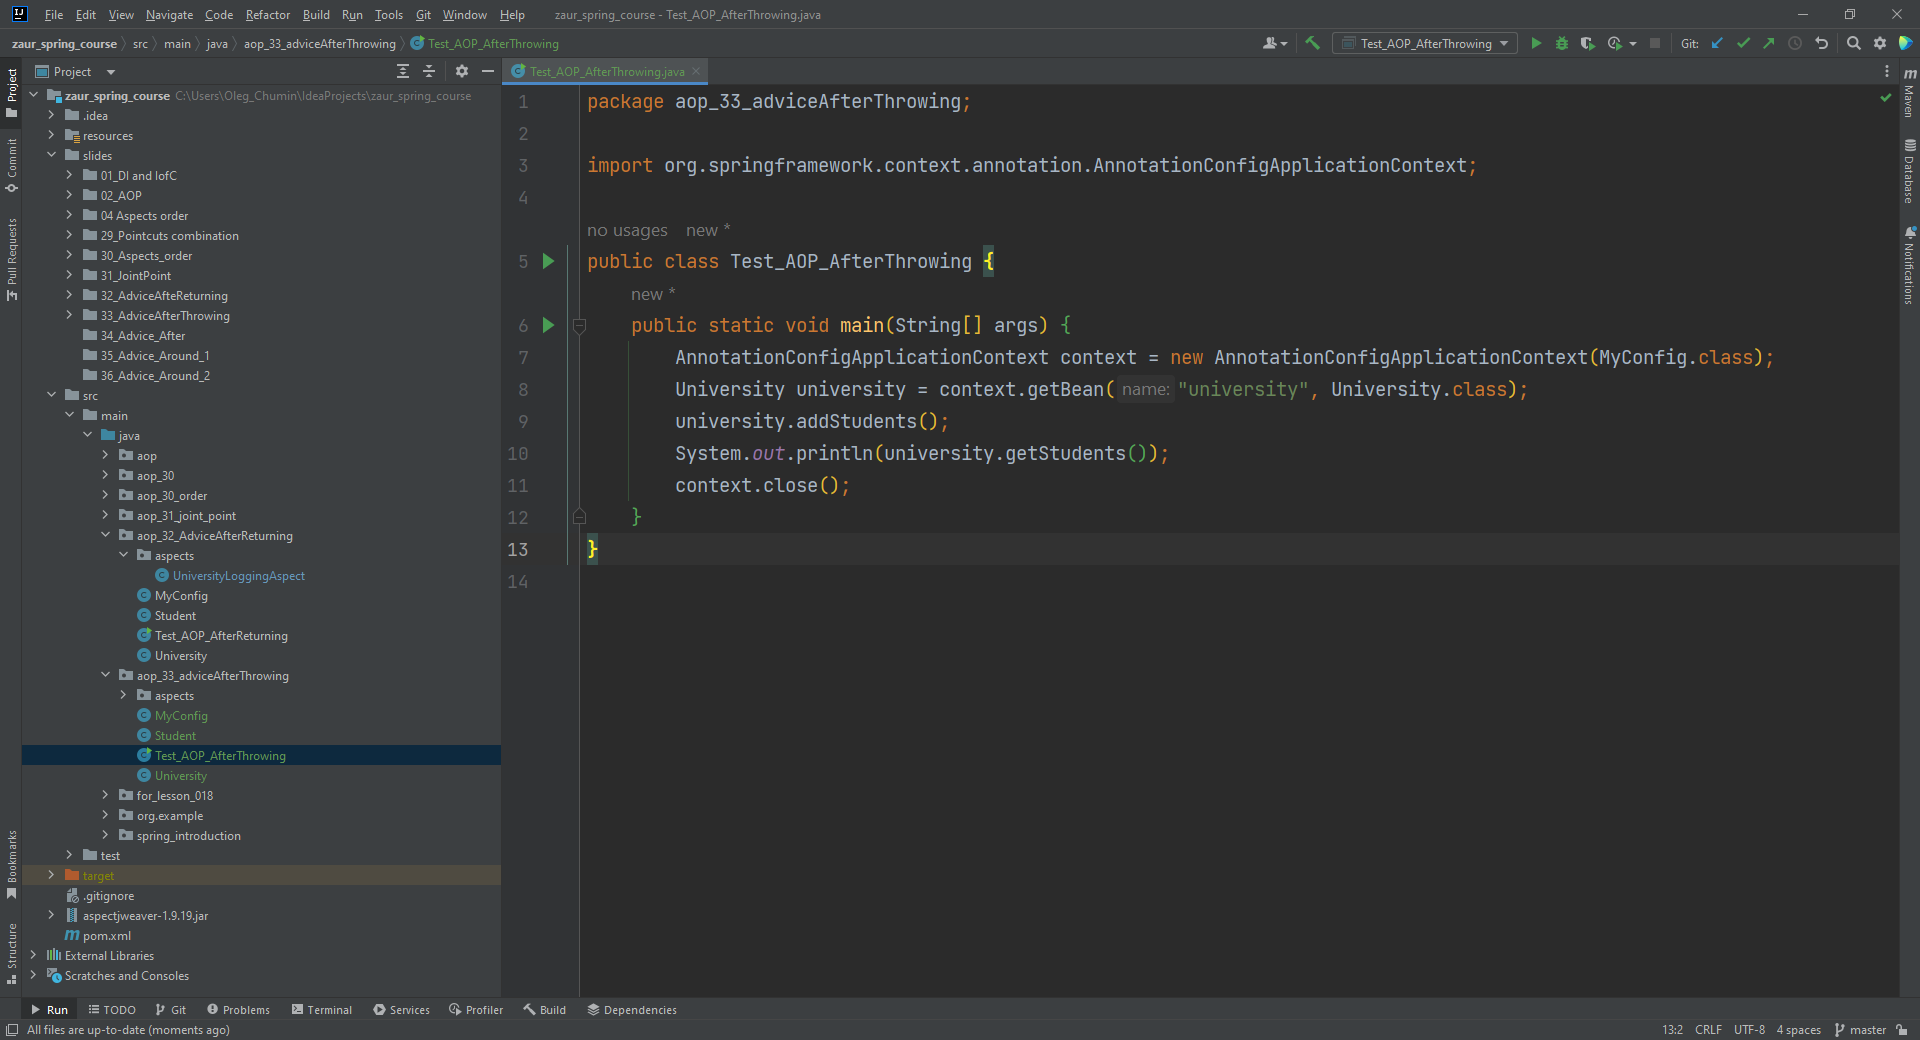 File Edit View Navigate Code Refactor Build Run Tools Git Window Help zaur_spring_course - Test_AOP_AfterThrowing.java
zaur_spring_course src main java aop_33_adviceAfterThrowing Test_AOP_AfterThrowing
Test_AOP_AfterThrowing
Git:
Project
Commit
Pull Requests
Bookmarks
Structure
Project
zaur_spring_course C:\Users\Oleg_Chumin\IdeaProjects\zaur_spring_course
.idea
resources
slides
01_DI and IofC
02_AOP
04 Aspects order
29_Pointcuts combination
30_Aspects_order
31_JointPoint
32_AdviceAfteReturning
33_AdviceAfterThrowing
34_Advice_After
35_Advice_Around_1
36_Advice_Around_2
src
main
java
aop
aop_30
aop_30_order
aop_31_joint_point
aop_32_AdviceAfterReturning
aspects
UniversityLoggingAspect
MyConfig
Student
Test_AOP_AfterReturning
University
aop_33_adviceAfterThrowing
aspects
MyConfig
Student
Test_AOP_AfterThrowing
University
for_lesson_018
org.example
spring_introduction
test
target
.gitignore
aspectjweaver-1.9.19.jar
pom.xml
External Libraries
Scratches and Consoles
Test_AOP_AfterThrowing.java
1 package aop_33_adviceAfterThrowing;
2
3 import org.springframework.context.annotation.AnnotationConfigApplicationContext;
4
no usages new *
5 public class Test_AOP_AfterThrowing {
new *
6 public static void main(String[] args) {
7 AnnotationConfigApplicationContext context = new AnnotationConfigApplicationContext(MyConfig.class);
8 University university = context.getBean( name: "university", University.class);
9 university.addStudents();
10 System.out.println(university.getStudents());
11 context.close();
12 }
13 }
14
Maven
Database
Notifications
Run TODO Git Problems Terminal Services Profiler Build Dependencies
All files are up-to-date (moments ago)
13:2 CRLF UTF-8 4 spaces master